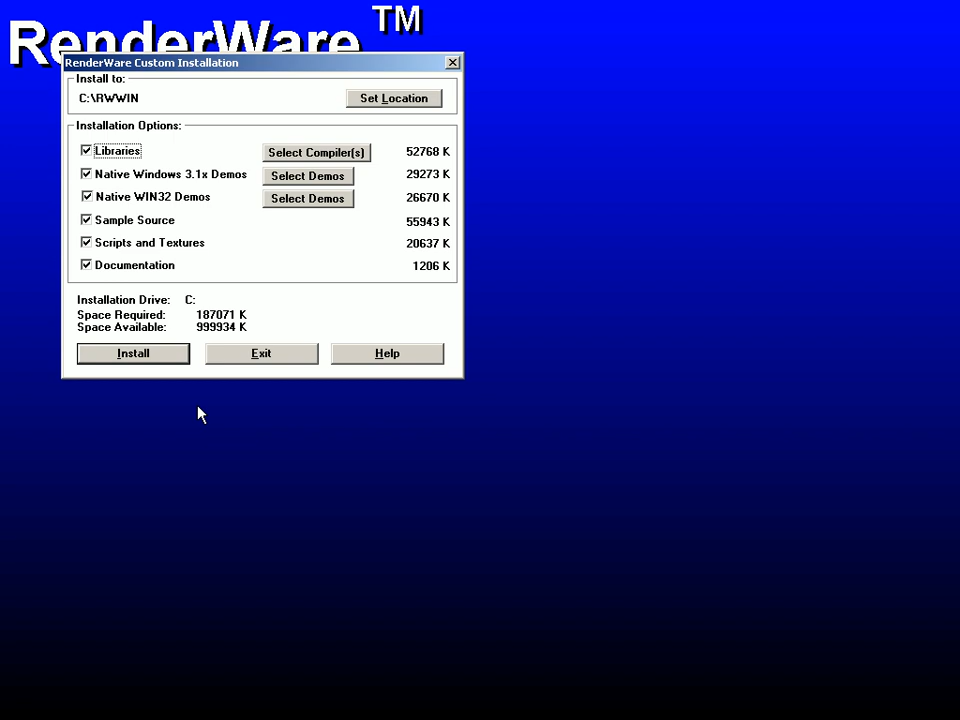 RenderWare TM
RenderWare Custom Installation
Install to:
C:\RWWIN
Set Location
Installation Options:
Libraries Select Compiler(s) 52768 K
Native Windows 3.1x Demos Select Demos 29273 K
Native WIN32 Demos Select Demos 26670 K
Sample Source 55943 K
Scripts and Textures 20637 K
Documentation 1206 K
Installation Drive: C:
Space Required: 187071 K
Space Available: 999934 K
Install Exit Help